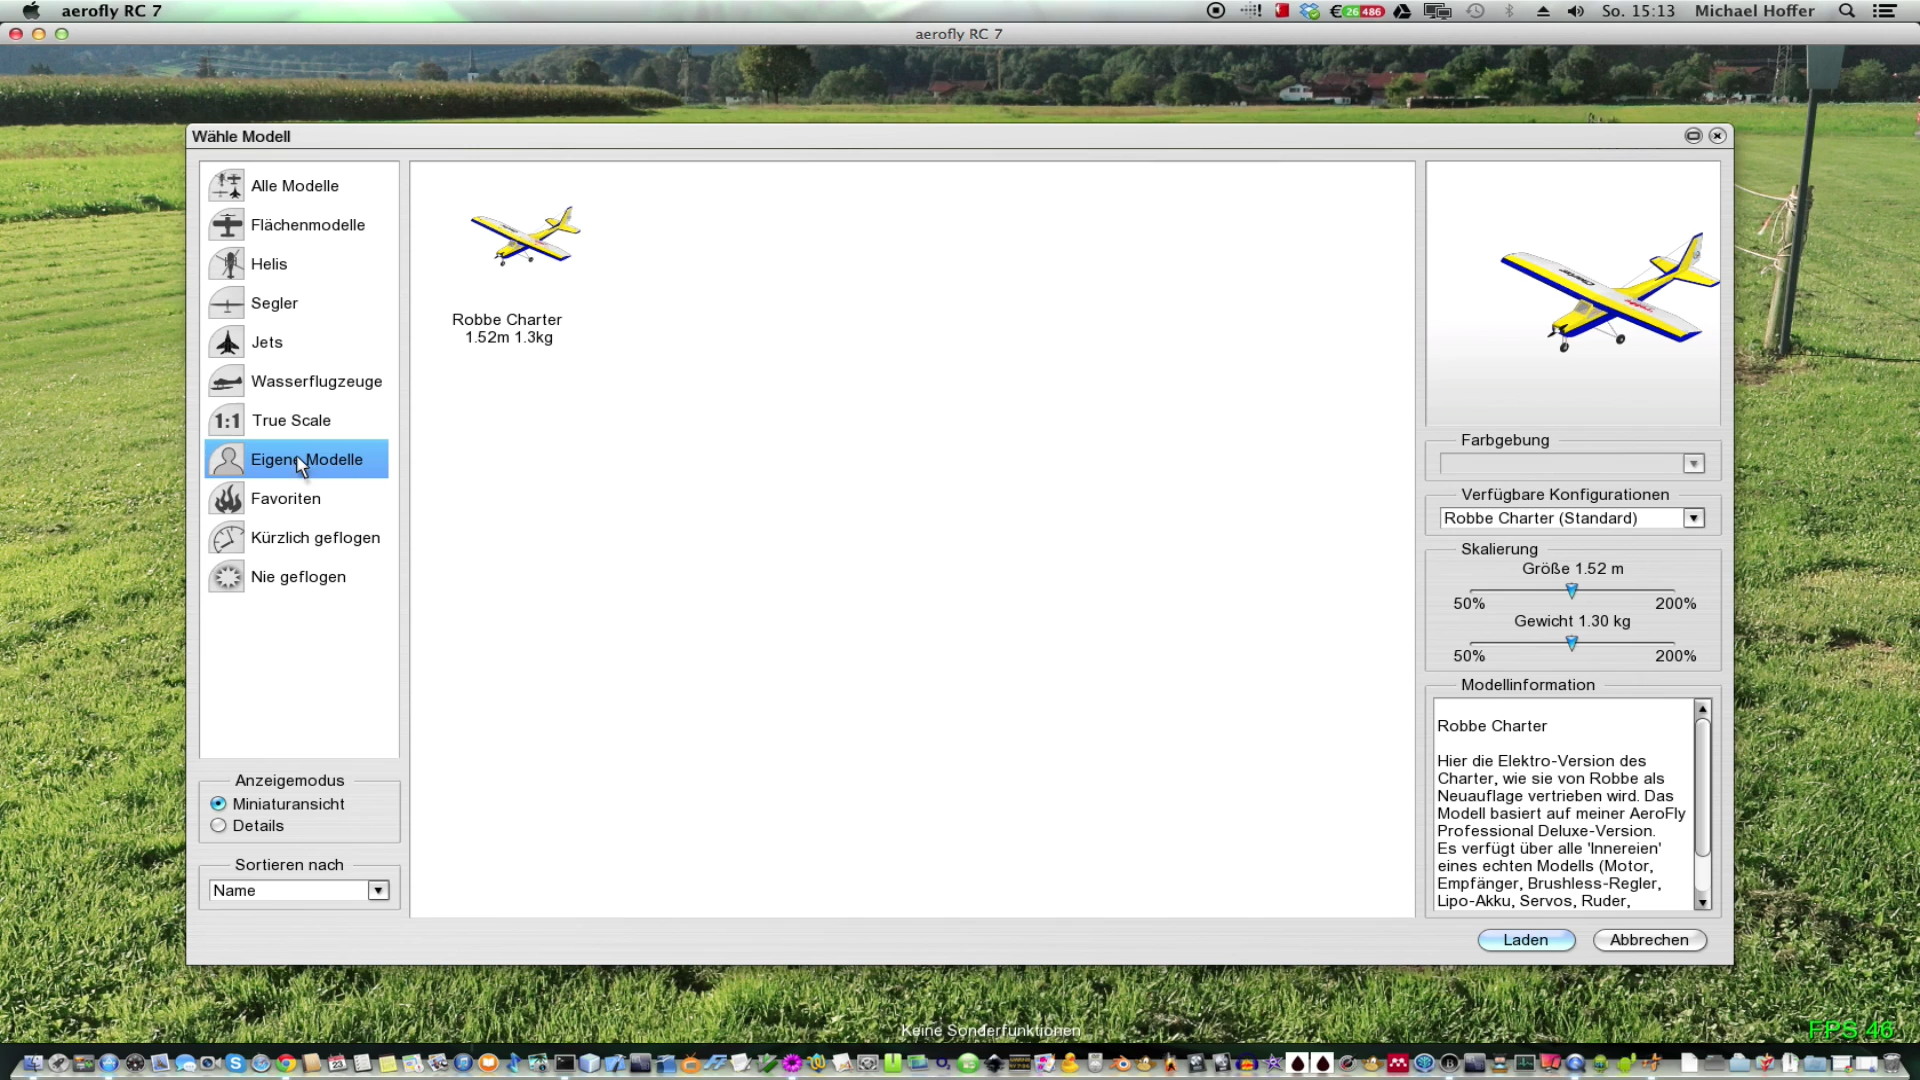 aerofly RC 7
€ 26 486
So. 15:13
Michael Hoffer
aerofly RC 7
Wähle Modell
Alle Modelle
Flächenmodelle
Helis
Segler
Jets
Wasserflugzeuge
1:1 True Scale
Eigene Modelle
Favoriten
Kürzlich geflogen
Nie geflogen
Anzeigemodus
Miniaturansicht
Details
Sortieren nach
Name
Robbe Charter
1.52m 1.3kg
Farbgebung
Verfügbare Konfigurationen
Robbe Charter (Standard)
Skalierung
Größe 1.52 m
50% 200%
Gewicht 1.30 kg
50% 200%
Modellinformation
Robbe Charter
Hier die Elektro-Version des
Charter, wie sie von Robbe als
Neuauflage vertrieben wird. Das
Modell basiert auf meiner AeroFly
Professional Deluxe-Version.
Es verfügt über alle 'Innereien'
eines echten Modells (Motor,
Empfänger, Brushless-Regler,
Lipo-Akku, Servos, Ruder,
Laden
Abbrechen
Keine Sonderfunktionen
FPS 46